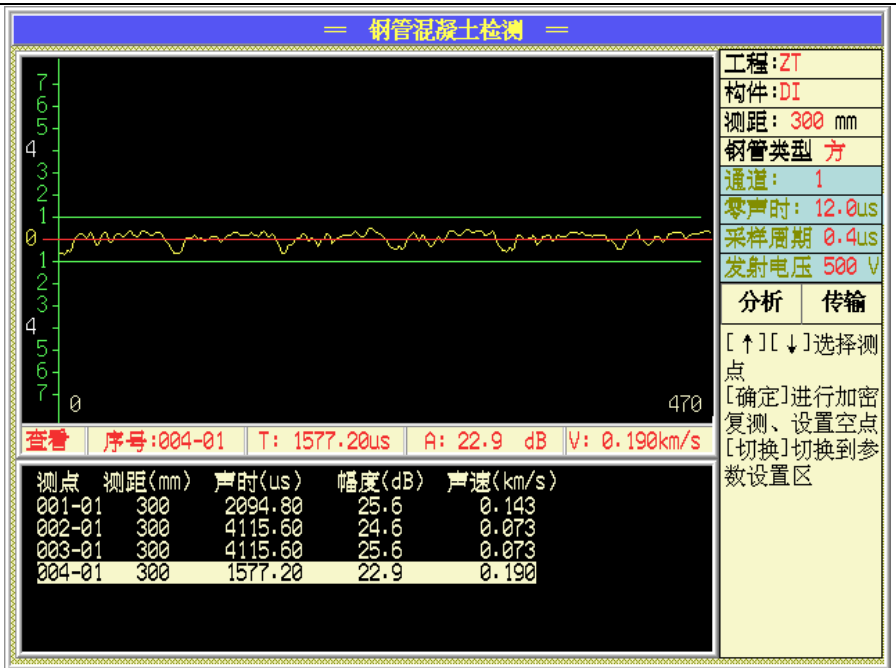 ═ 钢管混凝土检测 ═
7
6
5
4
3
2
1
0
1
2
3
4
5
6
7
0 470
查看 序号:004-01 T: 1577.20us A: 22.9 dB V: 0.190km/s
测点 测距(mm) 声时(us) 幅度(dB) 声速(km/s)
001-01 300 2094.80 25.6 0.143
002-01 300 4115.60 24.6 0.073
003-01 300 4115.60 25.6 0.073
004-01 300 1577.20 22.9 0.190
工程:ZT
构件:DI
测距: 300 mm
钢管类型 方
通道: 1
零声时: 12.0us
采样周期 0.4us
发射电压 500 V
分析 传输
[↑][↓]选择测
点
[确定]进行加密
复测、设置空点
[切换]切换到参
数设置区